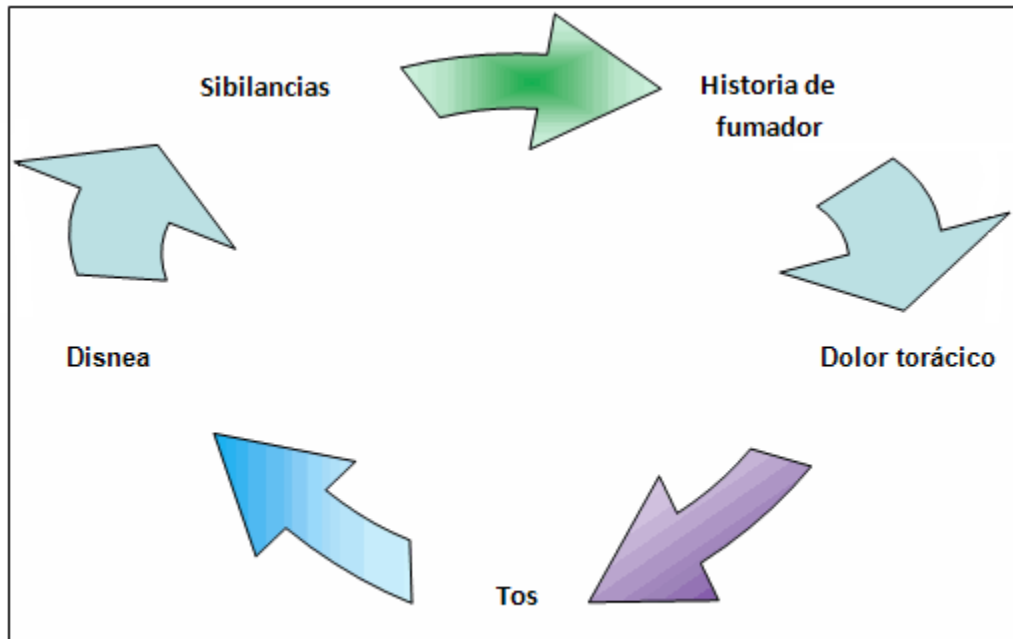 Sibilancias
Historia de
fumador
Disnea
Dolor torácico
Tos